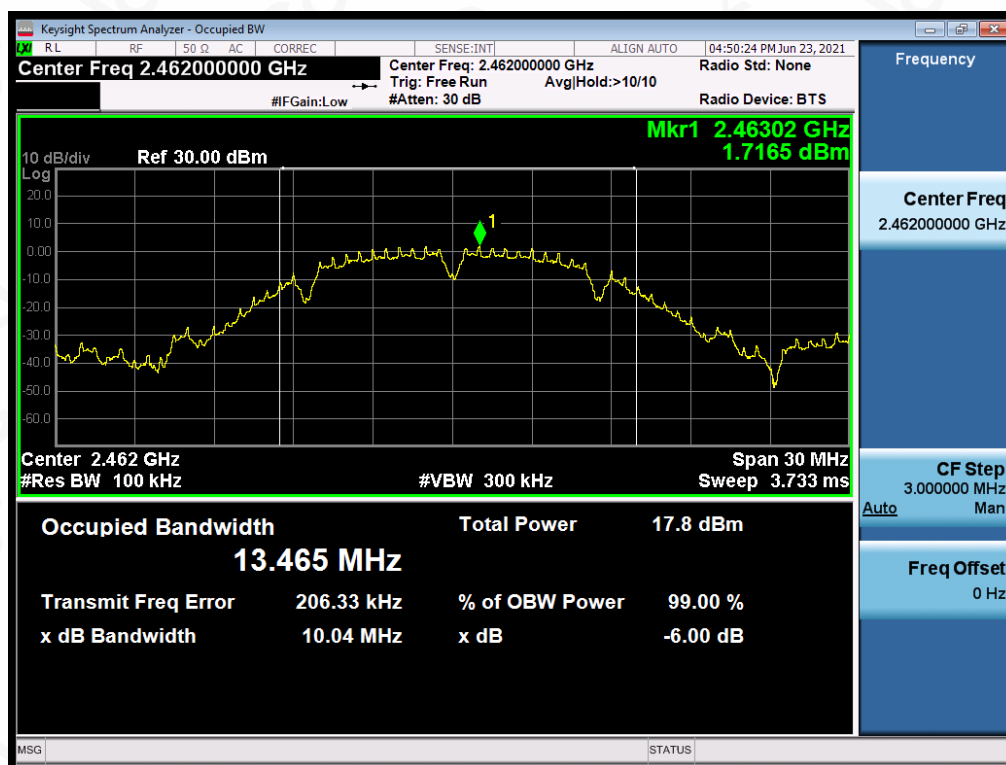 Keysight Spectrum Analyzer - Occupied BW
LXI RL RF 50 Ω AC CORREC SENSE:INT ALIGN AUTO 04:50:24 PM Jun 23, 2021
Center Freq 2.462000000 GHz
Center Freq: 2.462000000 GHz Radio Std: None
Trig: Free Run Avg|Hold:>10/10
#IFGain:Low #Atten: 30 dB Radio Device: BTS
Frequency
Mkr1 2.46302 GHz
10 dB/div Ref 30.00 dBm 1.7165 dBm
Log
20.0
10.0
1
0.00
-10.0
-20.0
-30.0
-40.0
-50.0
-60.0
Center 2.462 GHz Span 30 MHz
#Res BW 100 kHz #VBW 300 kHz Sweep 3.733 ms
Occupied Bandwidth Total Power 17.8 dBm
13.465 MHz
Transmit Freq Error 206.33 kHz % of OBW Power 99.00 %
x dB Bandwidth 10.04 MHz x dB -6.00 dB
Center Freq
2.462000000 GHz
CF Step
3.000000 MHz
Auto Man
Freq Offset
0 Hz
MSG STATUS